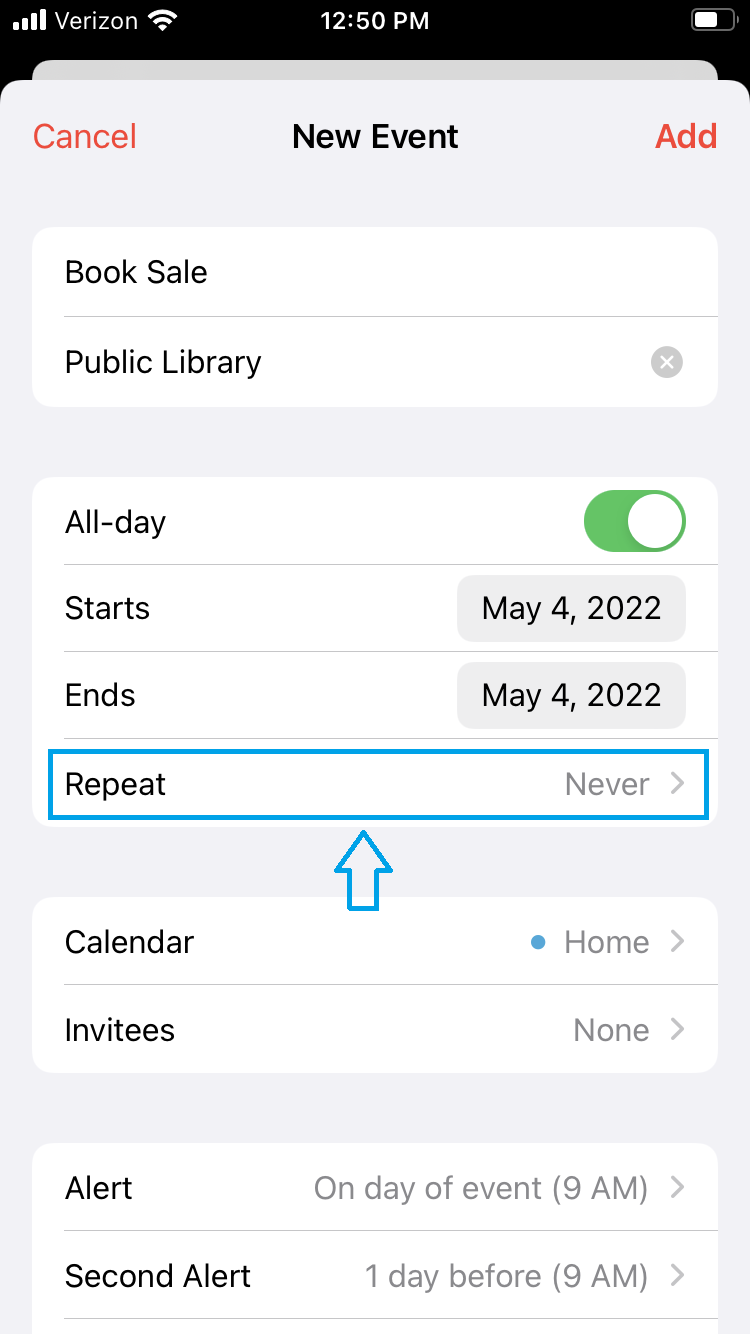 Verizon 12:50 PM
Cancel New Event Add
Book Sale
Public Library
All-day
Starts May 4, 2022
Ends May 4, 2022
Repeat Never
Calendar Home
Invitees None
Alert On day of event (9 AM)
Second Alert 1 day before (9 AM)